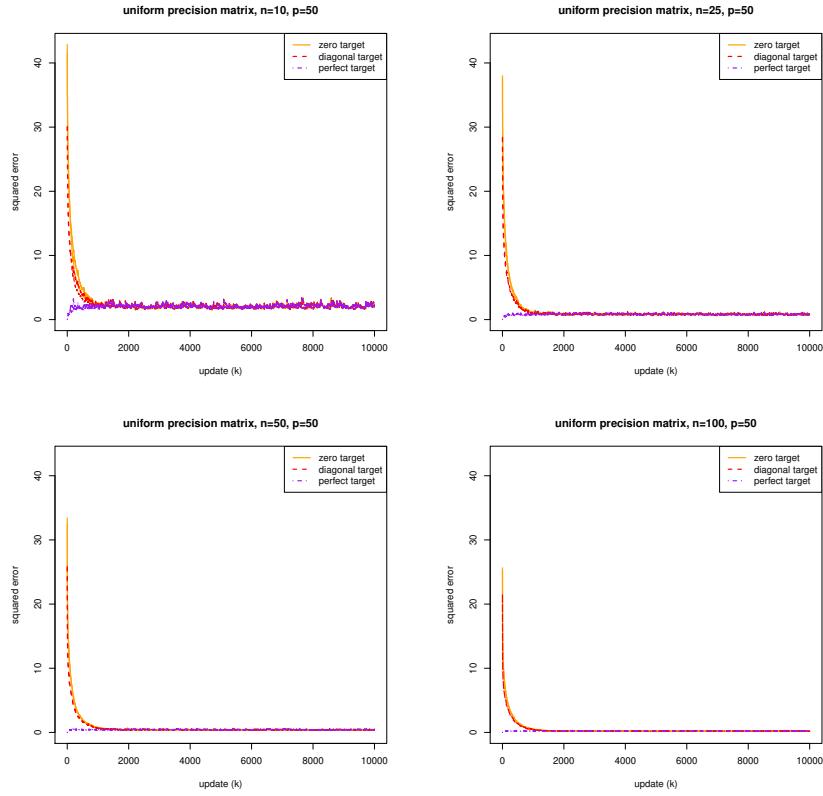 uniform precision matrix, n=10, p=50
zero target
diagonal target
perfect target
squared error
40
30
20
10
0
0 2000 4000 6000 8000 10000
update (k)
uniform precision matrix, n=25, p=50
zero target
diagonal target
perfect target
squared error
40
30
20
10
0
0 2000 4000 6000 8000 10000
update (k)
uniform precision matrix, n=50, p=50
zero target
diagonal target
perfect target
squared error
40
30
20
10
0
0 2000 4000 6000 8000 10000
update (k)
uniform precision matrix, n=100, p=50
zero target
diagonal target
perfect target
squared error
40
30
20
10
0
0 2000 4000 6000 8000 10000
update (k)